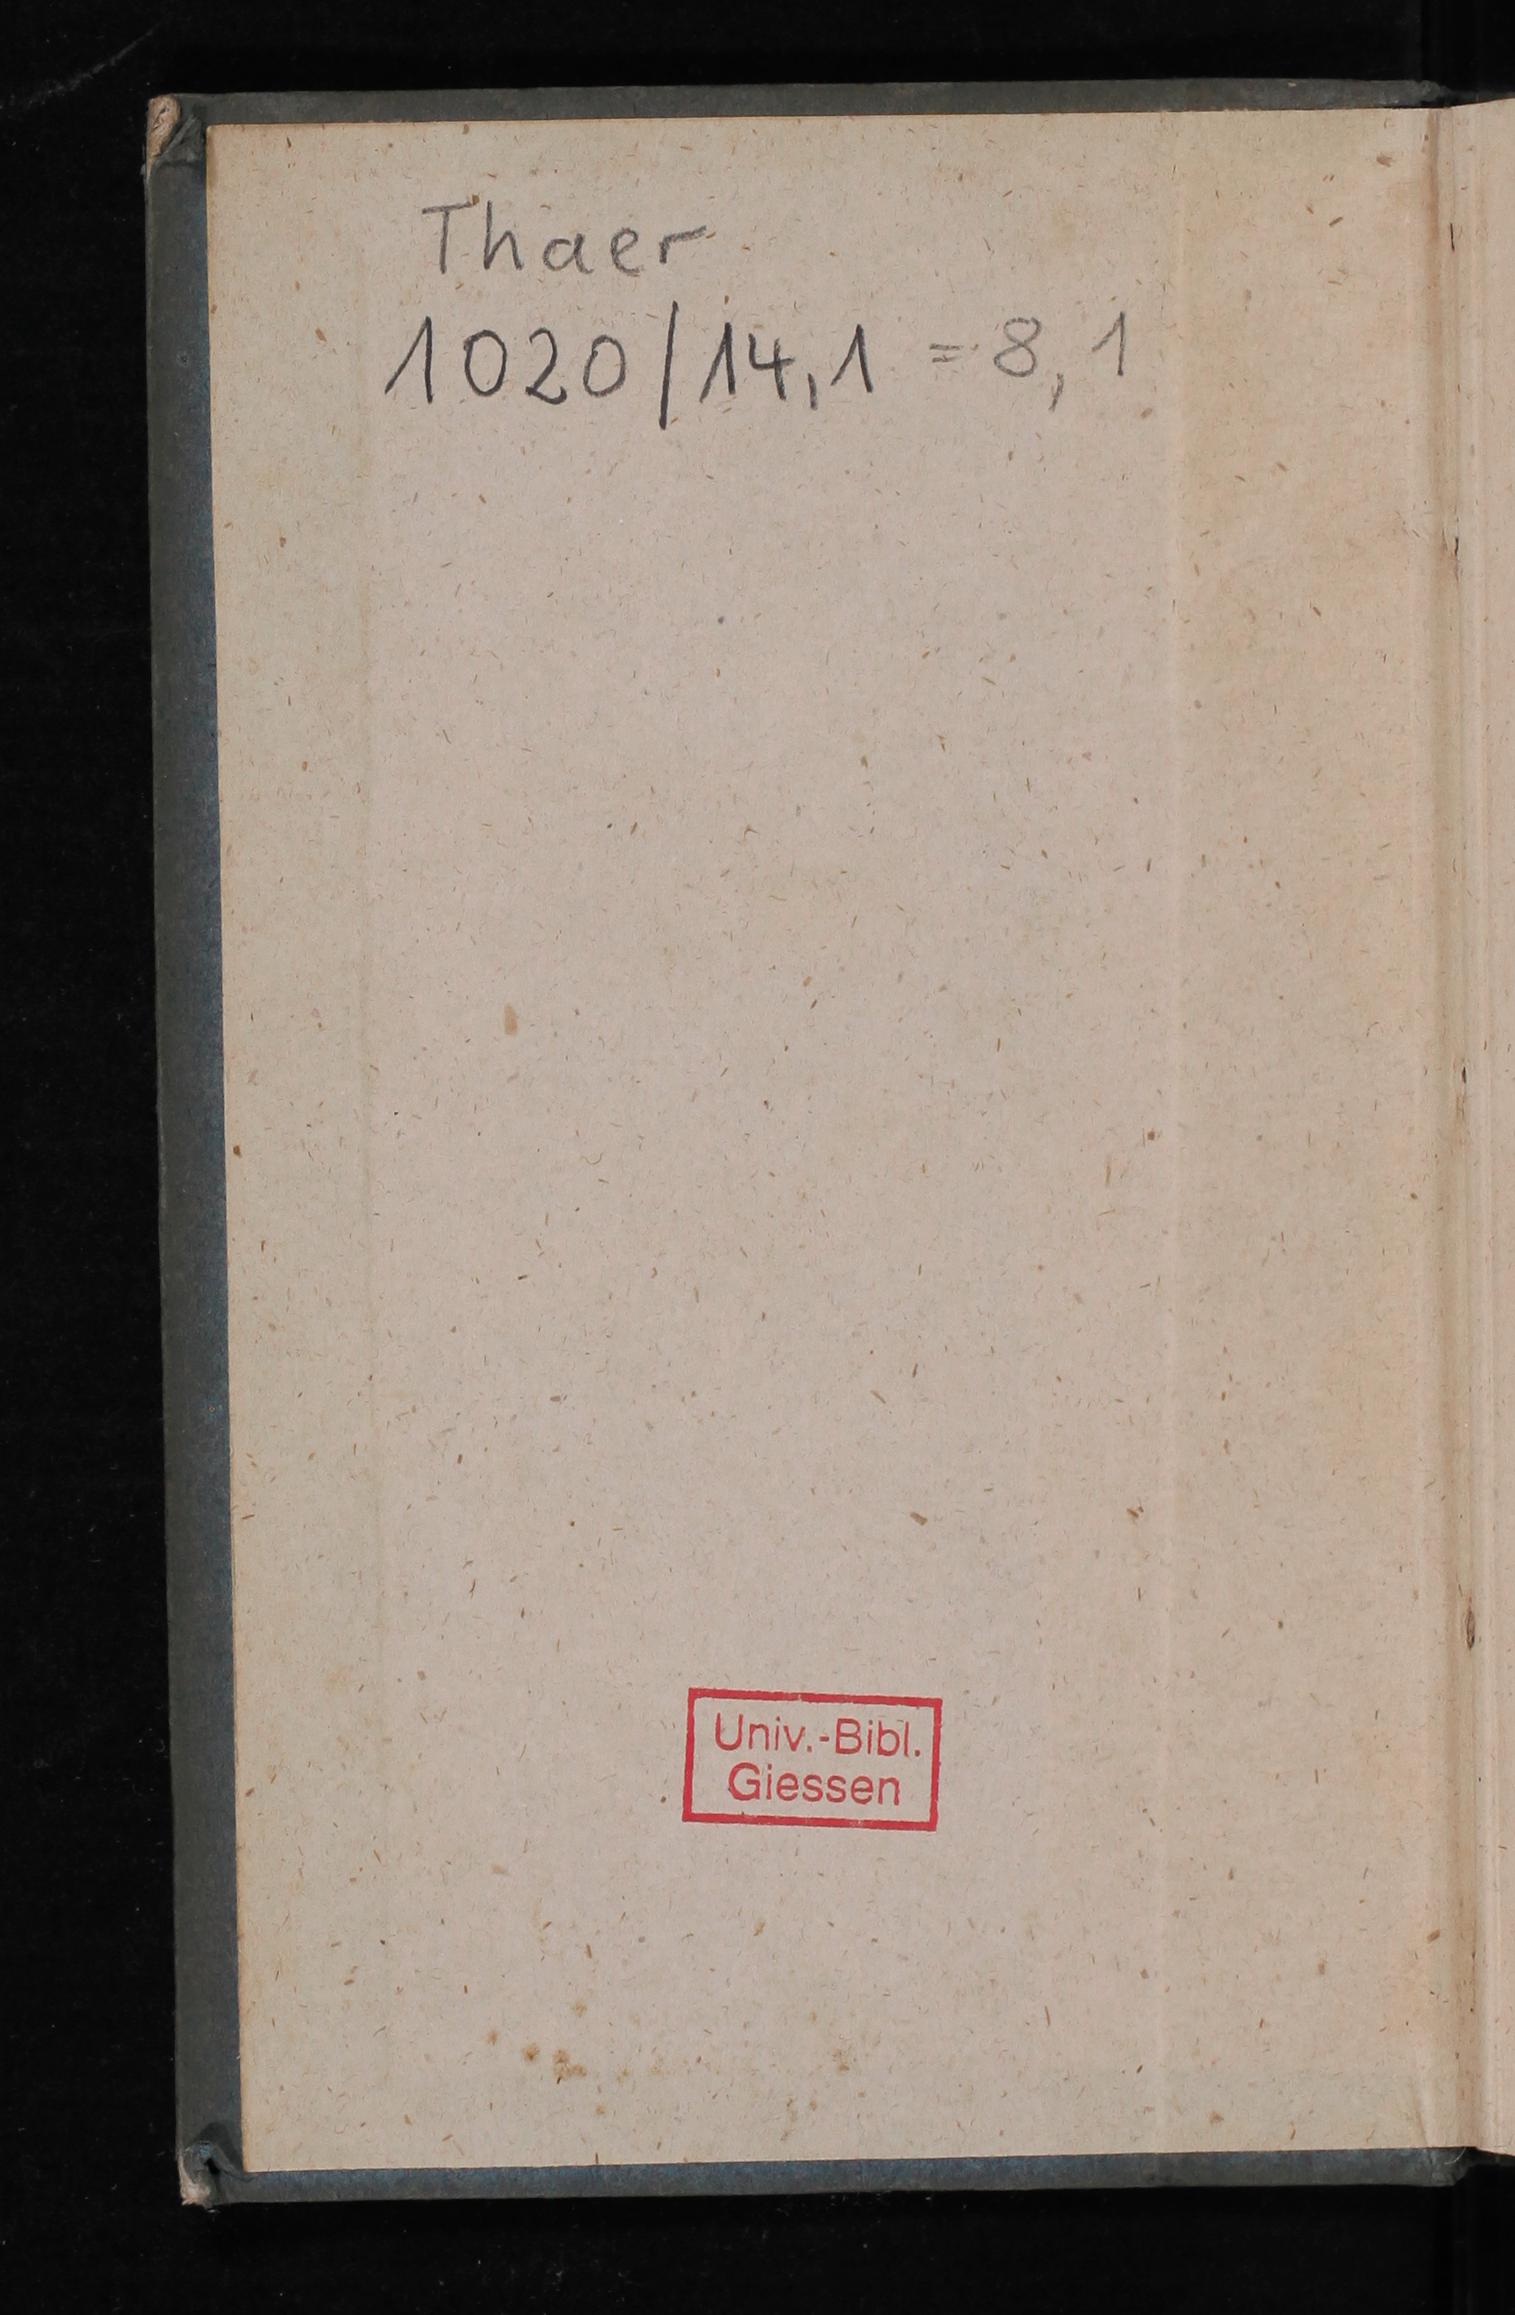 Thaer
1020/14,1 = 8,1
Univ.-Bibl.
Giessen